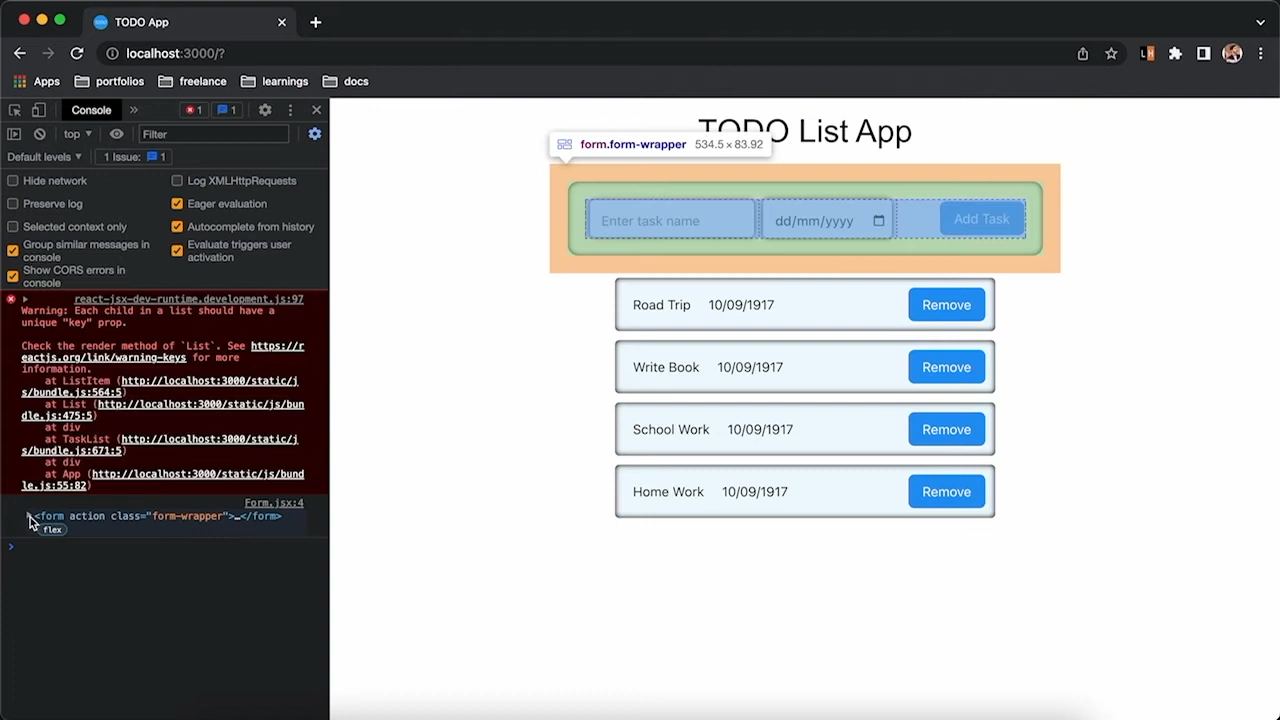 TODO App
localhost:3000/?
Apps
portfolios
freelance
learnings
docs
Console
1
1
top
Filter
Default levels
1 Issue:
1
Hide network
Log XMLHttpRequests
Preserve log
Eager evaluation
Selected context only
Autocomplete from history
Group similar messages in
console
Evaluate triggers user
activation
Show CORS errors in
console
react-jsx-dev-runtime.development.js:97
Warning: Each child in a list should have a
unique "key" prop.
Check the render method of `List`. See https://r
eactjs.org/link/warning-keys for more
information.
at ListItem (http://localhost:3000/static/j
s/bundle.js:564:5)
at List (http://localhost:3000/static/js/bun
dle.js:475:5)
at div
at TaskList (http://localhost:3000/static/j
s/bundle.js:671:5)
at div
at App (http://localhost:3000/static/js/bund
le.js:55:82)
Form.jsx:4
<form action class="form-wrapper">…</form>
flex
TODO List App
form.form-wrapper 534.5 × 83.92
Enter task name
dd/mm/yyyy
Add Task
Road Trip 10/09/1917 Remove
Write Book 10/09/1917 Remove
School Work 10/09/1917 Remove
Home Work 10/09/1917 Remove